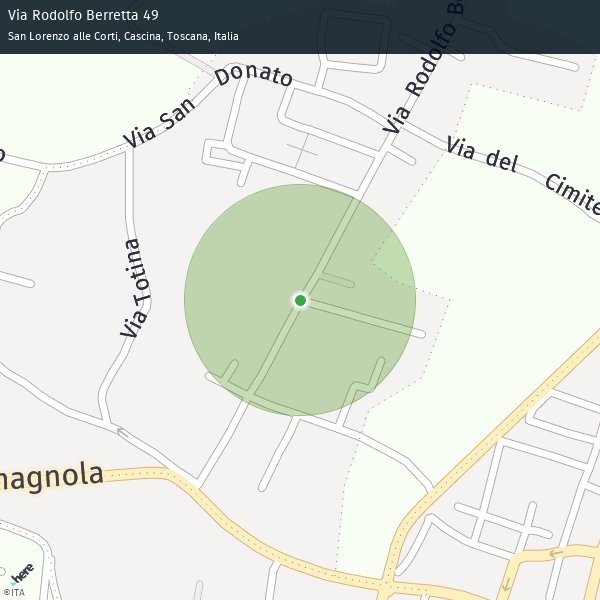 Via Rodolfo Berretta 49
San Lorenzo alle Corti, Cascina, Toscana, Italia
Via San Donato
Via Rodolfo B
Via del Cimite
Via Totina
magnola
here
©ITA